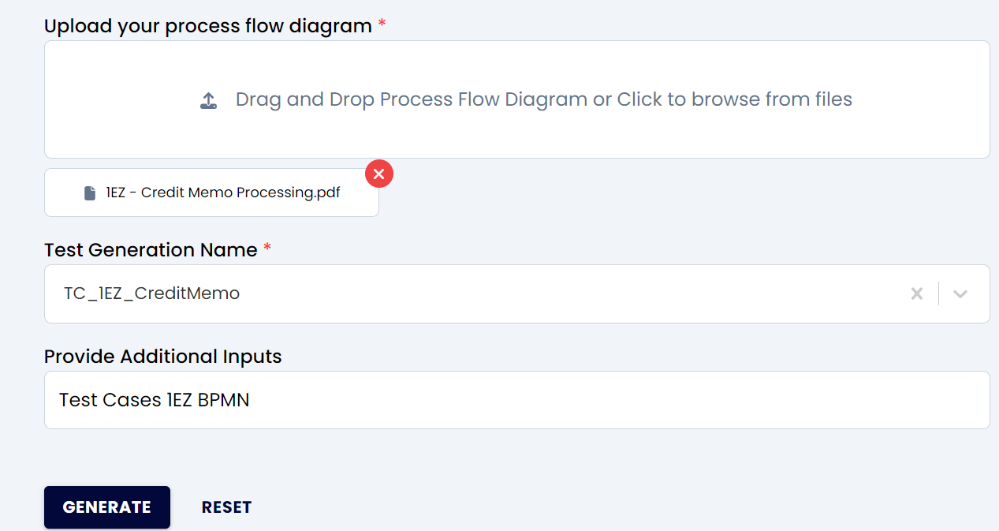 Upload your process flow diagram *
Drag and Drop Process Flow Diagram or Click to browse from files
1EZ - Credit Memo Processing.pdf
Test Generation Name *
TC_1EZ_CreditMemo
Provide Additional Inputs
Test Cases 1EZ BPMN
GENERATE RESET